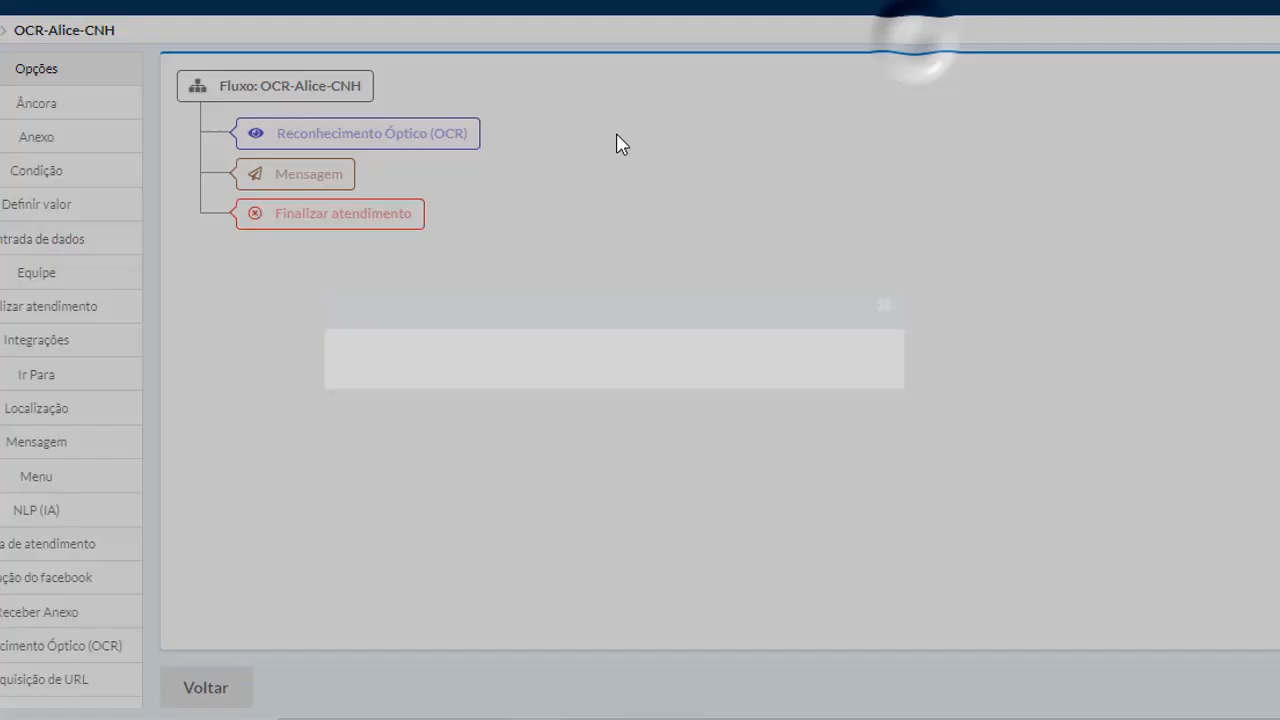 OCR-Alice-CNH
Opções
Âncora
Anexo
Condição
Definir valor
ntrada de dados
Equipe
lizar atendimento
Integrações
Ir Para
Localização
Mensagem
Menu
NLP (IA)
a de atendimento
ação do facebook
Receber Anexo
cimento Óptico (OCR)
quisição de URL
Fluxo: OCR-Alice-CNH
Reconhecimento Óptico (OCR)
Mensagem
Finalizar atendimento
Voltar